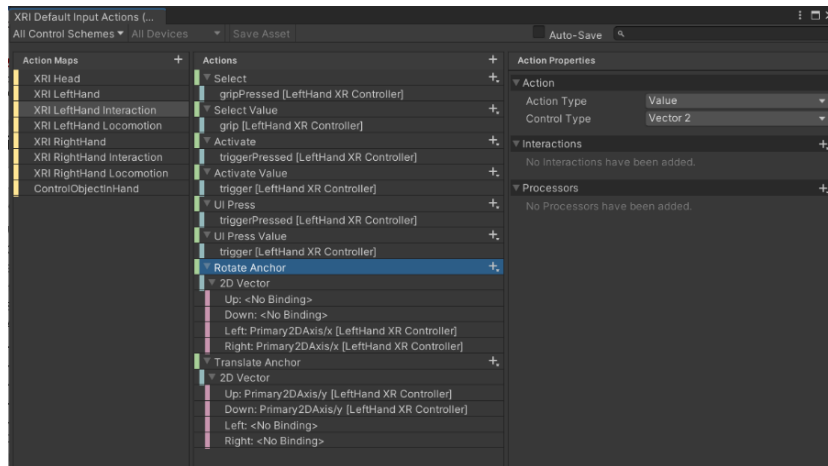 XRI Default Input Actions (...
All Control Schemes All Devices Save Asset Auto-Save
Action Maps
XRI Head
XRI LeftHand
XRI LeftHand Interaction
XRI LeftHand Locomotion
XRI RightHand
XRI RightHand Interaction
XRI RightHand Locomotion
ControlObjectInHand
Actions
Select
gripPressed [LeftHand XR Controller]
Select Value
grip [LeftHand XR Controller]
Activate
triggerPressed [LeftHand XR Controller]
Activate Value
trigger [LeftHand XR Controller]
UI Press
triggerPressed [LeftHand XR Controller]
UI Press Value
trigger [LeftHand XR Controller]
Rotate Anchor
2D Vector
Up: <No Binding>
Down: <No Binding>
Left: Primary2DAxis/x [LeftHand XR Controller]
Right: Primary2DAxis/x [LeftHand XR Controller]
Translate Anchor
2D Vector
Up: Primary2DAxis/y [LeftHand XR Controller]
Down: Primary2DAxis/y [LeftHand XR Controller]
Left: <No Binding>
Right: <No Binding>
Action Properties
Action
Action Type Value
Control Type Vector 2
Interactions
No Interactions have been added.
Processors
No Processors have been added.